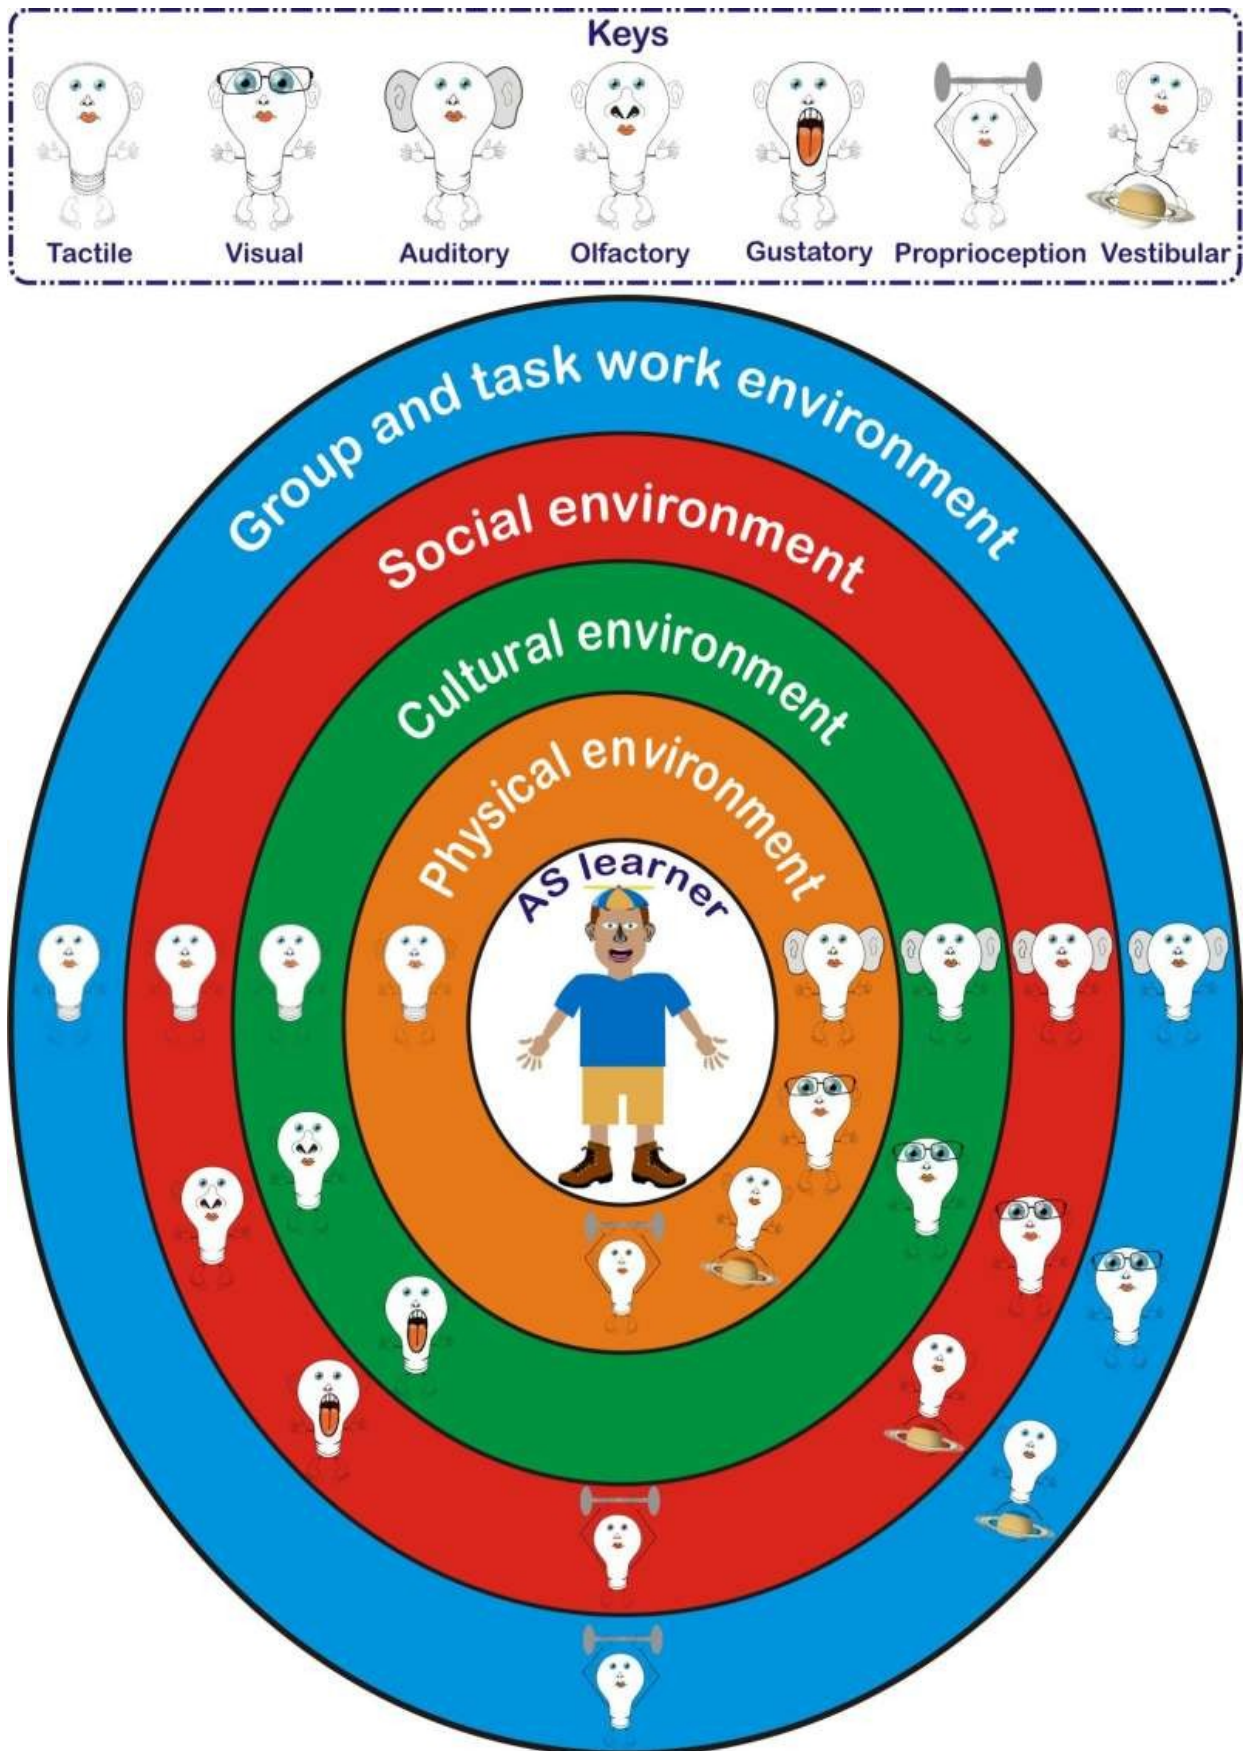 Keys
Tactile
Visual
Auditory
Olfactory
Gustatory
Proprioception
Vestibular
Group and task work environment
Social environment
Cultural environment
Physical environment
AS learner